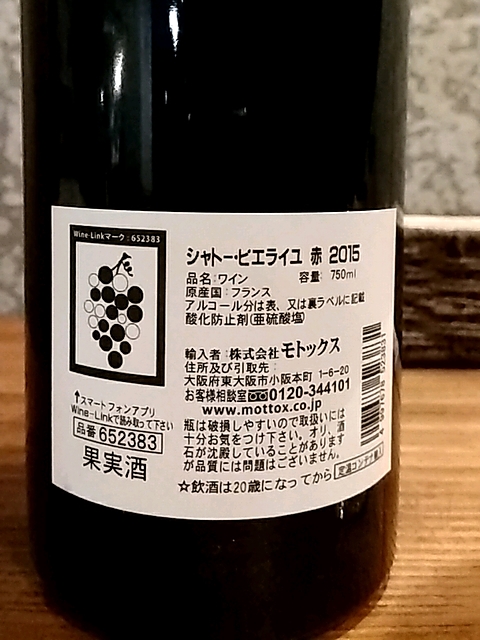 Wine-Linkマーク:652383
シャトー・ピエライユ 赤 2015
品名:ワイン 容量:750ml
原産国:フランス
アルコール分は表、又は裏ラベルに記載
酸化防止剤(亜硫酸塩)
輸入者:株式会社モトックス
住所及び引取先:
大阪府東大阪市小阪本町 1-6-20
お客様相談室 0120-344101
www.mottox.co.jp
瓶は破損しやすいので取扱いには
十分お気をつけ下さい。オリ、酒
石が沈殿していることがあります
が品質には問題はございません。
定温コンテナ輸入
☆飲酒は20歳になってから
↑スマートフォンアプリ
Wine-Linkで読み取って下さい
品番 652383
果実酒